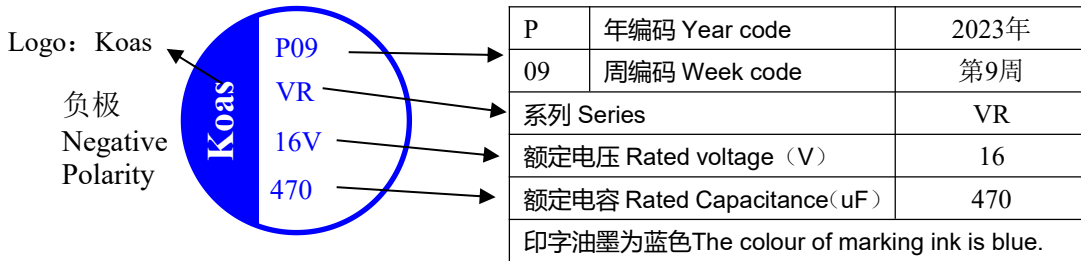 Logo：Koas
负极
Negative
Polarity
Koas
P09
VR
16V
470
P 年编码 Year code 2023年
09 周编码 Week code 第9周
系列 Series VR
额定电压 Rated voltage（V） 16
额定电容 Rated Capacitance（uF） 470
印字油墨为蓝色The colour of marking ink is blue.